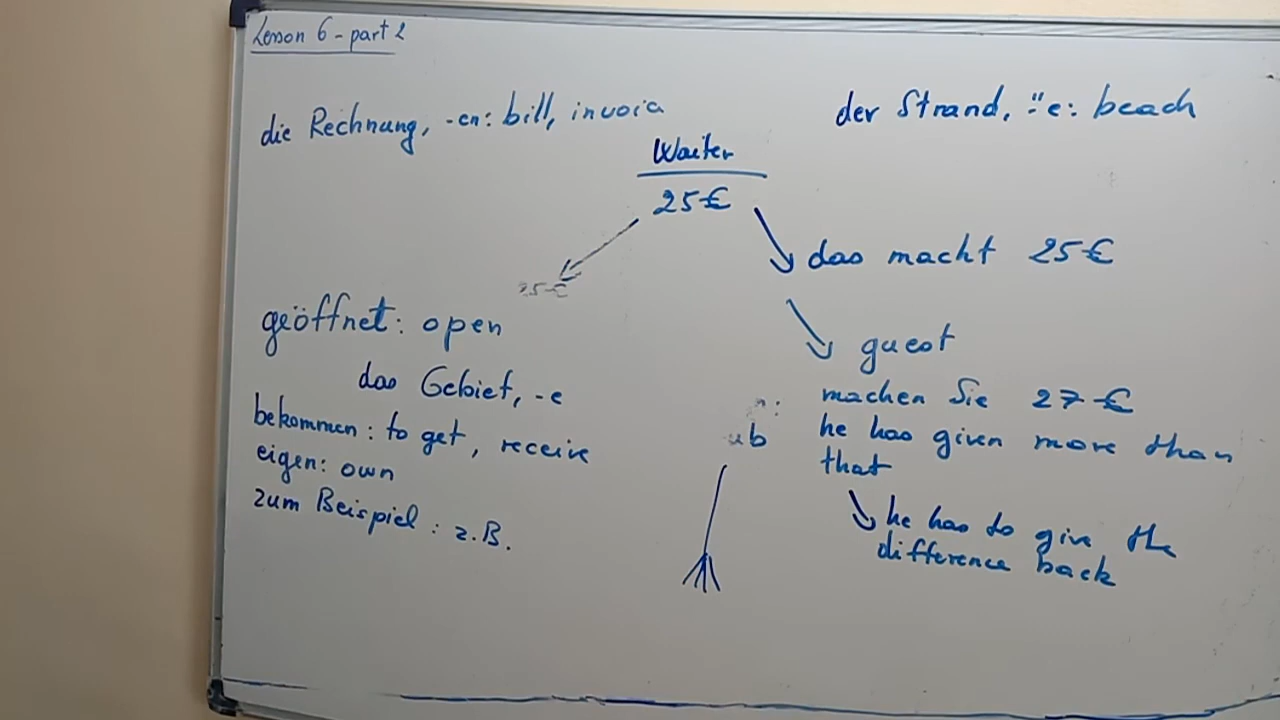 Lesson 6 - part 2
die Rechnung, -en: bill, invoice
der Strand, ⸚e: beach
Waiter
25€
das macht 25€
25€
geöffnet: open
guest
das Gebiet, -e
machen Sie 27€
bekommen: to get, receive
ub
he has given more than
that
eigen: own
zum Beispiel: z.B.
he has to give the
difference back